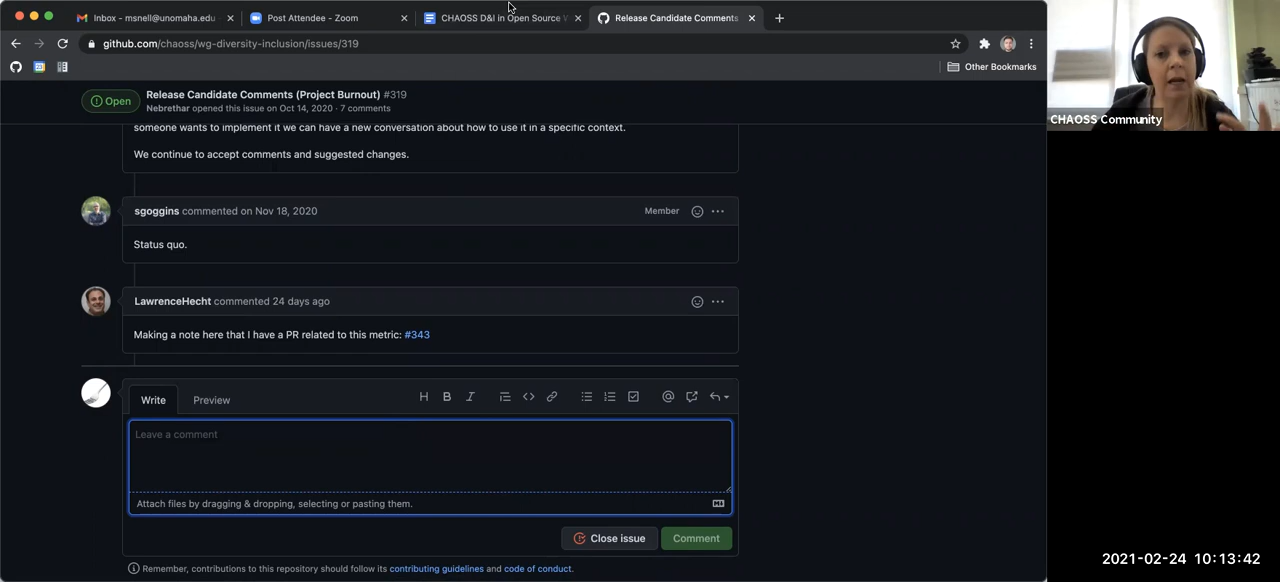 Inbox - msnell@unomaha.edu
Post Attendee - Zoom
CHAOSS D&I in Open Source W
Release Candidate Comments
github.com/chaoss/wg-diversity-inclusion/issues/319
Other Bookmarks
Open
Release Candidate Comments (Project Burnout) #319
Nebrethar opened this issue on Oct 14, 2020 · 7 comments
someone wants to implement it we can have a new conversation about how to use it in a specific context.
We continue to accept comments and suggested changes.
sgoggins commented on Nov 18, 2020
Member
Status quo.
LawrenceHecht commented 24 days ago
Making a note here that I have a PR related to this metric: #343
Write
Preview
Leave a comment
Attach files by dragging & dropping, selecting or pasting them.
Close issue
Comment
Remember, contributions to this repository should follow its contributing guidelines and code of conduct.
CHAOSS Community
2021-02-24 10:13:42